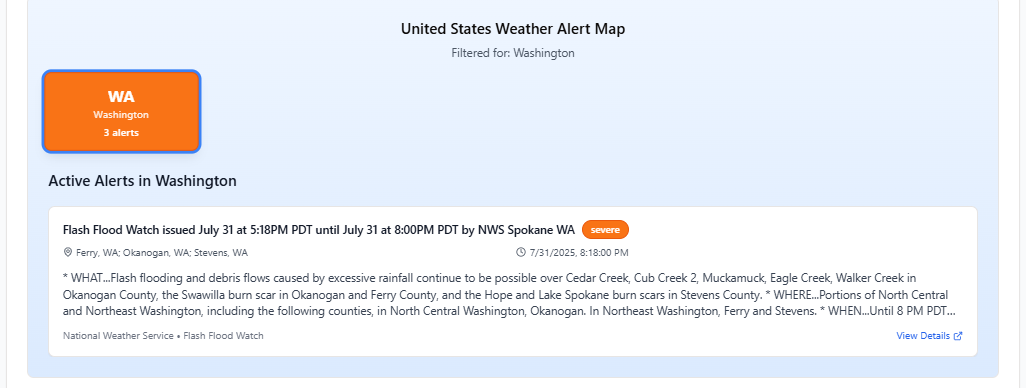 United States Weather Alert Map
Filtered for: Washington
WA
Washington
3 alerts
Active Alerts in Washington
Flash Flood Watch issued July 31 at 5:18PM PDT until July 31 at 8:00PM PDT by NWS Spokane WA severe
Ferry, WA; Okanogan, WA; Stevens, WA 7/31/2025, 8:18:00 PM
* WHAT...Flash flooding and debris flows caused by excessive rainfall continue to be possible over Cedar Creek, Cub Creek 2, Muckamuck, Eagle Creek, Walker Creek in
Okanogan County, the Swawilla burn scar in Okanogan and Ferry County, and the Hope and Lake Spokane burn scars in Stevens County. * WHERE...Portions of North Central
and Northeast Washington, including the following counties, in North Central Washington, Okanogan. In Northeast Washington, Ferry and Stevens. * WHEN...Until 8 PM PDT...
National Weather Service • Flash Flood Watch View Details